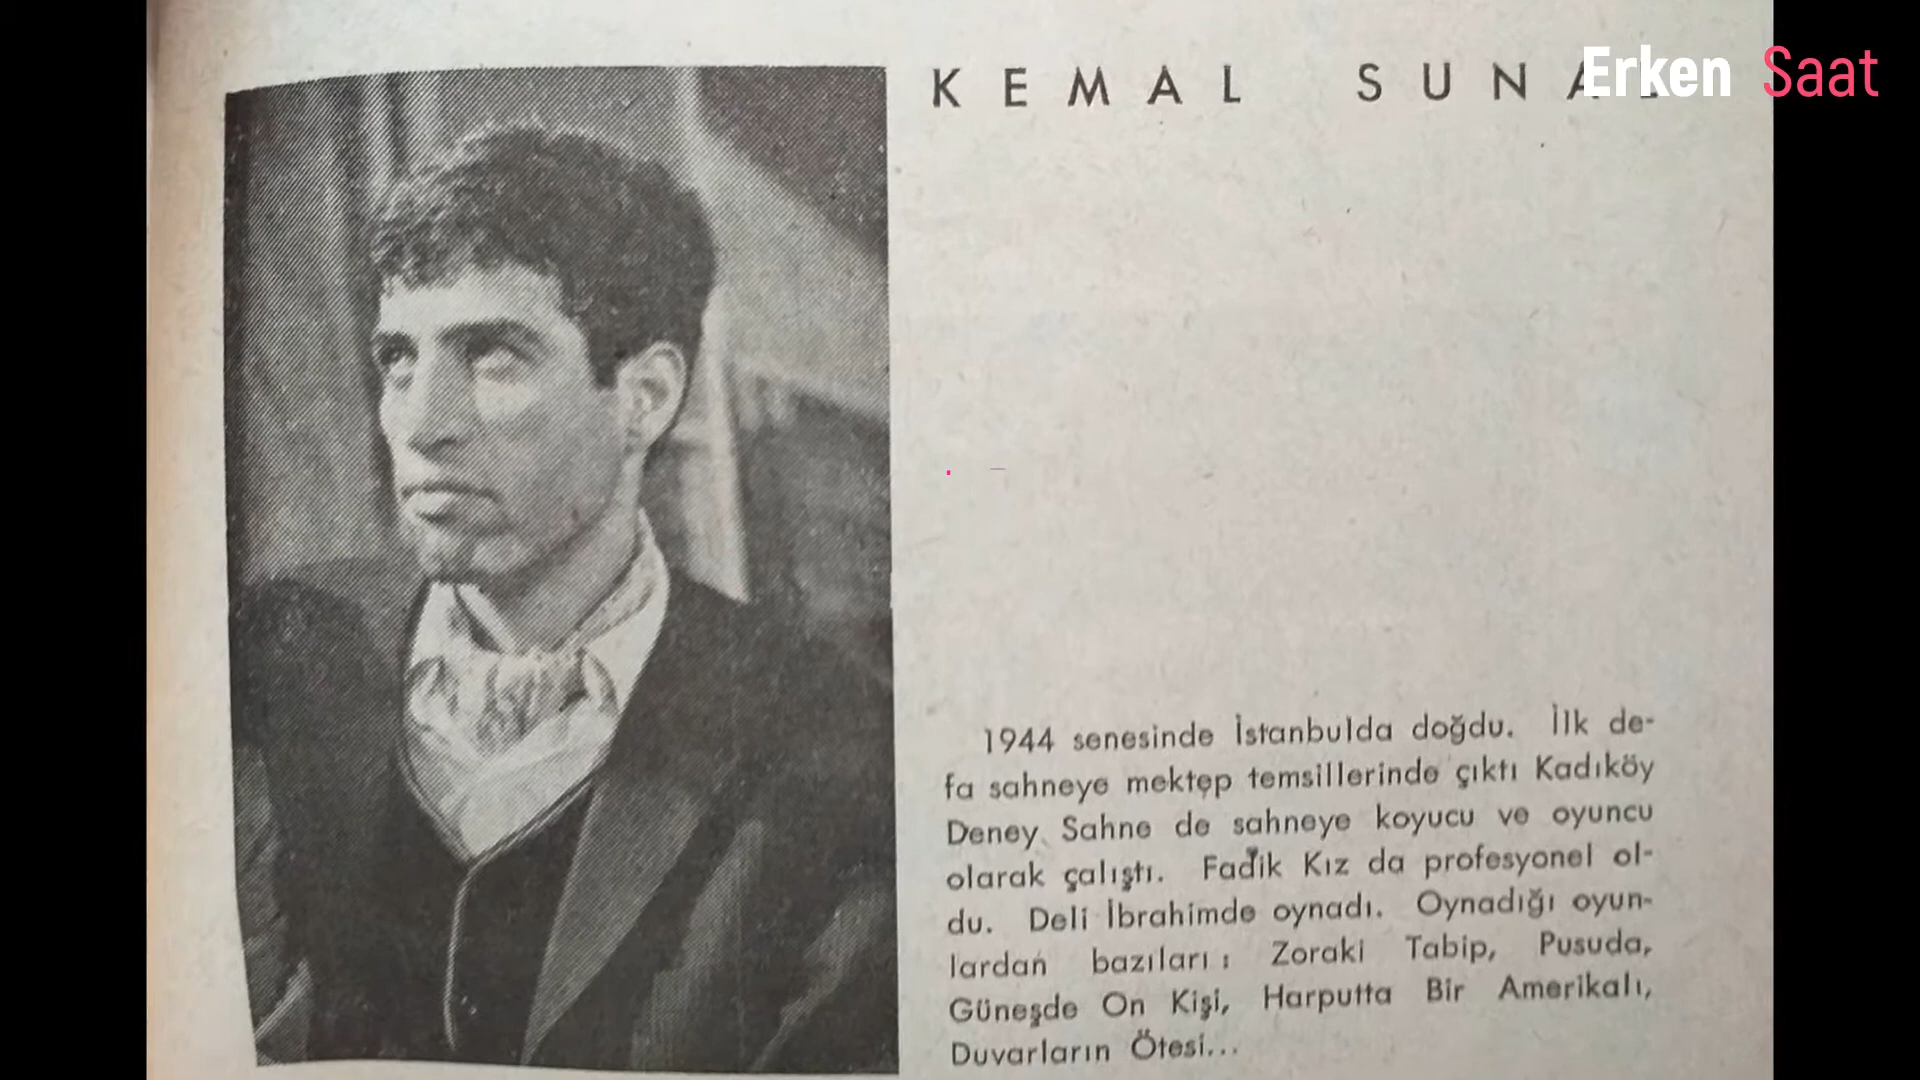 KEMAL SUNAL
Erken Saat
1944 senesinde İstanbulda doğdu. İlk de-
fa sahneye mektep temsillerinde çıktı Kadıköy
Deney Sahne de sahneye koyucu ve oyuncu
olarak çalıştı. Fadik Kız da profesyonel ol-
du. Deli İbrahimde oynadı. Oynadığı oyun-
lardan bazıları: Zoraki Tabip, Pusuda,
Güneşde On Kişi, Harputta Bir Amerikalı,
Duvarların Ötesi...